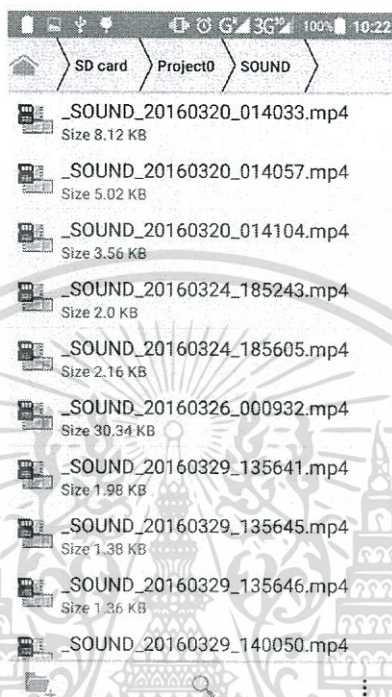 G 3G 100% 10:22
SD card Project0 SOUND
_SOUND_20160320_014033.mp4
Size 8.12 KB
_SOUND_20160320_014057.mp4
Size 5.02 KB
_SOUND_20160320_014104.mp4
Size 3.56 KB
_SOUND_20160324_185243.mp4
Size 2.0 KB
_SOUND_20160324_185605.mp4
Size 2.16 KB
_SOUND_20160326_000932.mp4
Size 30.34 KB
_SOUND_20160329_135641.mp4
Size 1.98 KB
_SOUND_20160329_135645.mp4
Size 1.38 KB
_SOUND_20160329_135646.mp4
Size 1.36 KB
_SOUND_20160329_140050.mp4